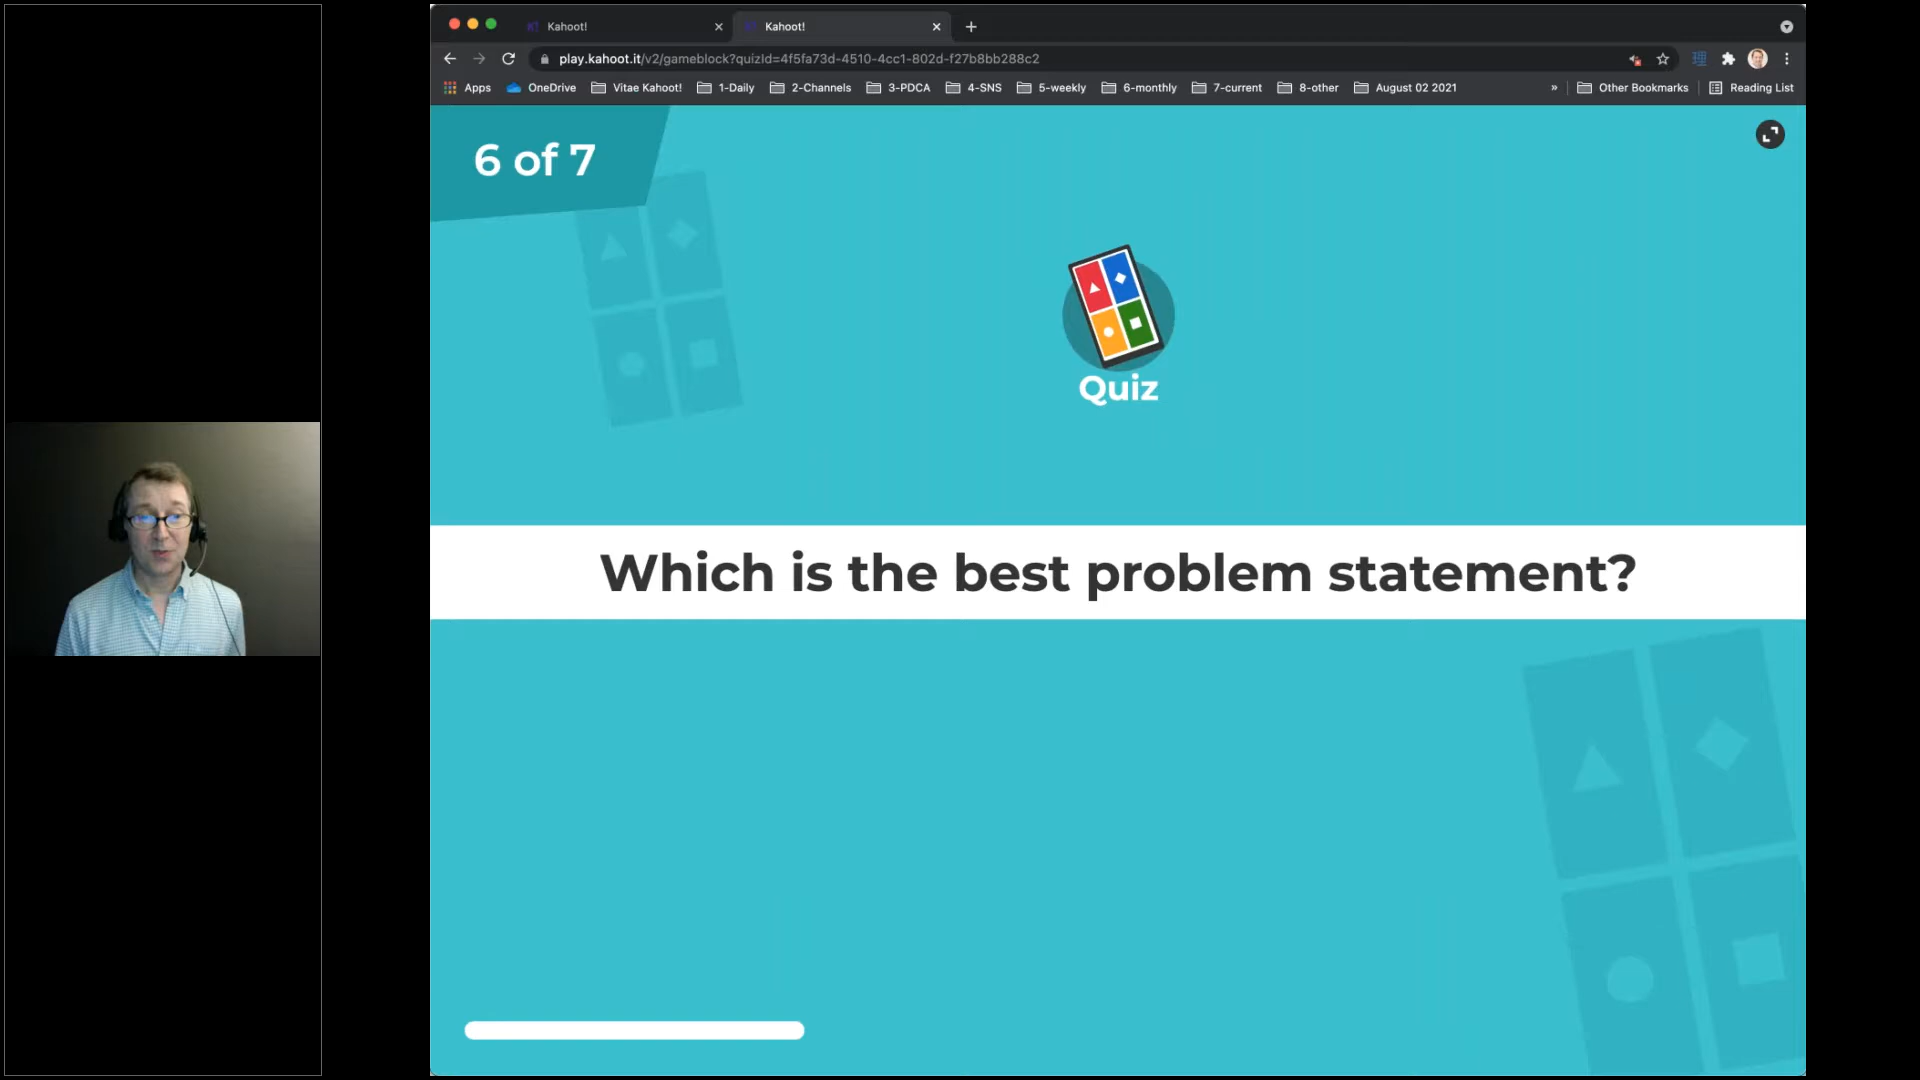 Kahoot!
Kahoot!
play.kahoot.it/v2/gameblock?quizId=4f5fa73d-4510-4cc1-802d-f27b8bb288c2
Apps OneDrive Vitae Kahoot! 1-Daily 2-Channels 3-PDCA 4-SNS 5-weekly 6-monthly 7-current 8-other August 02 2021 » Other Bookmarks Reading List
6 of 7
Quiz
Which is the best problem statement?